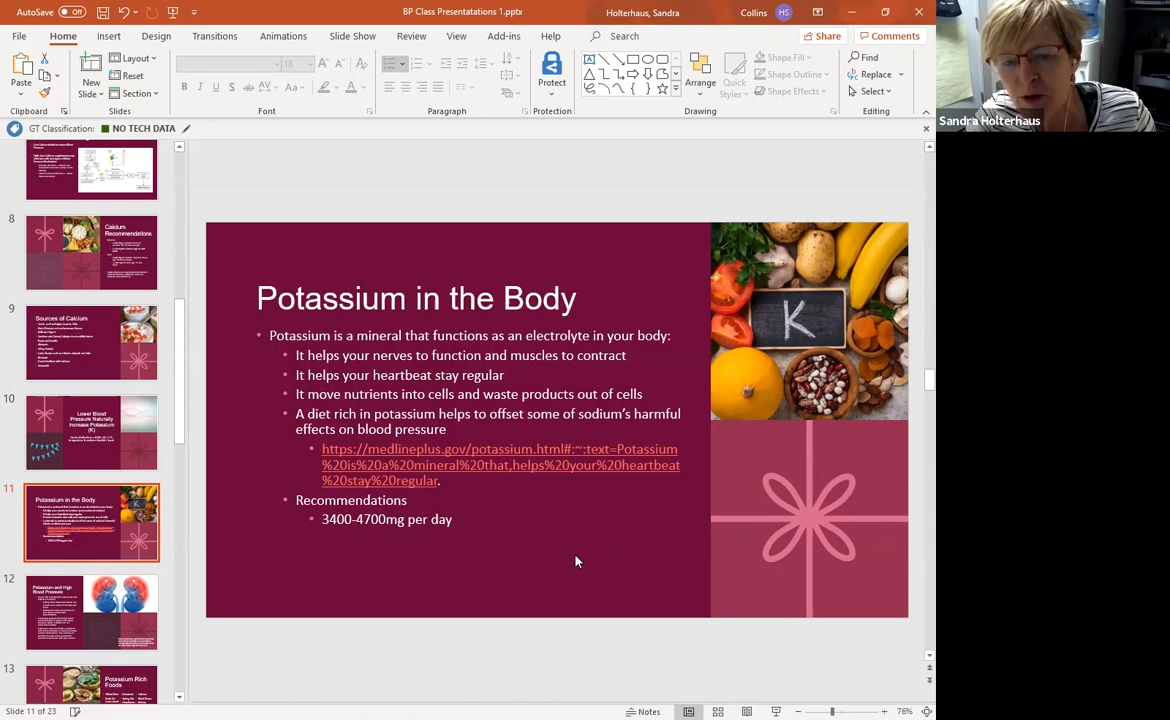 AutoSave Off
BP Class Presentatations 1.pptx
Holterhaus, Sandra
Collins HS
File Home Insert Design Transitions Animations Slide Show Review View Add-ins Help Search Share Comments
Paste
New
Slide
Layout
Reset
Section
18
Protect
Arrange
Quick
Styles
Shape Fill
Shape Outline
Shape Effects
Find
Replace
Select
Clipboard Slides Font Paragraph Protection Drawing Editing
GT Classification: NO TECH DATA
Sandra Holterhaus
8
Calcium
Recommendations
9
Sources of Calcium
10
Lower Blood
Pressure Naturally
Increase Potassium
(K)
11
Potassium in the Body
12
Potassium and High
Blood Pressure
13
Potassium Rich
Foods
Potassium in the Body
• Potassium is a mineral that functions as an electrolyte in your body:
• It helps your nerves to function and muscles to contract
• It helps your heartbeat stay regular
• It move nutrients into cells and waste products out of cells
• A diet rich in potassium helps to offset some of sodium's harmful
effects on blood pressure
• https://medlineplus.gov/potassium.html#:~:text=Potassium
%20is%20a%20mineral%20that,helps%20your%20heartbeat
%20stay%20regular.
• Recommendations
• 3400-4700mg per day
K
Slide 11 of 23
Notes
76%